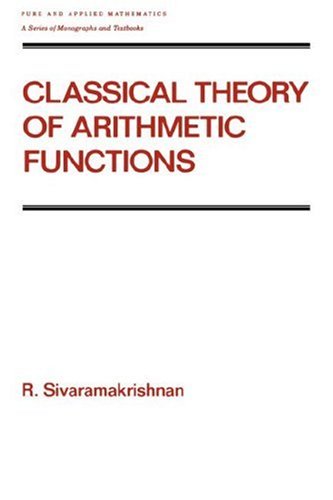 PURE AND APPLIED MATHEMATICS
A Series of Monographs and Textbooks
CLASSICAL THEORY
OF ARITHMETIC
FUNCTIONS
R. Sivaramakrishnan